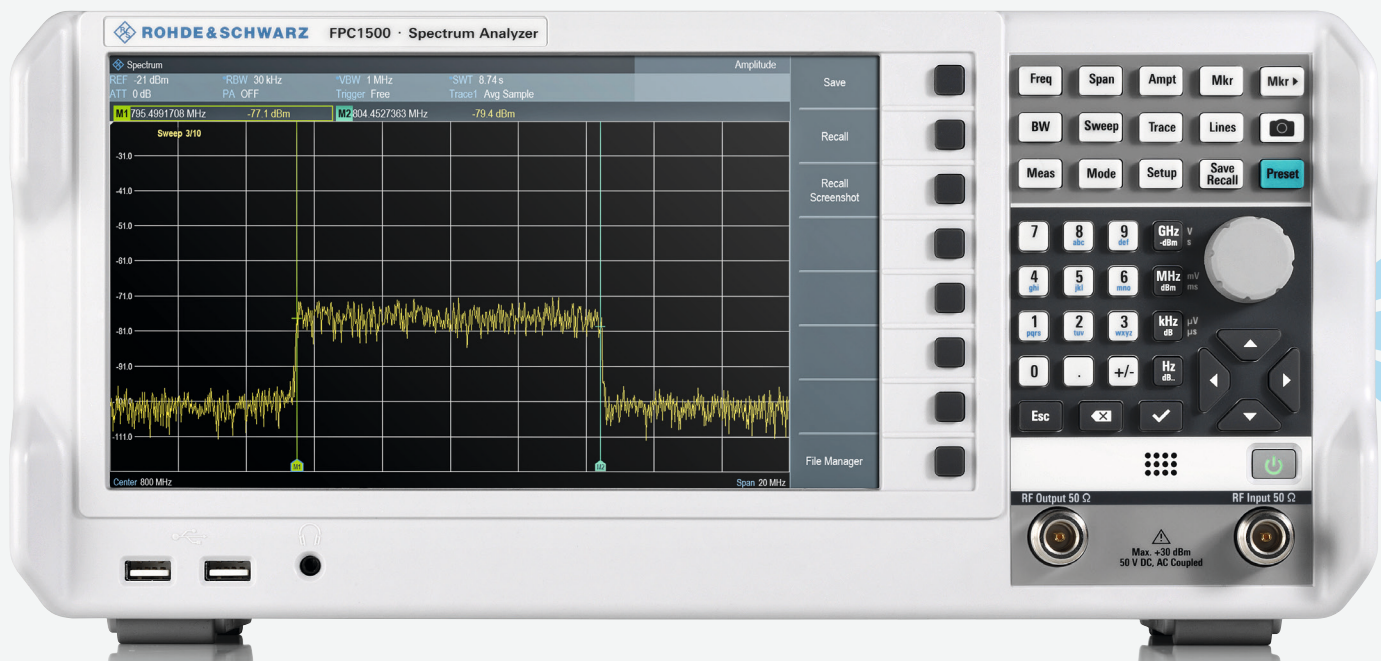 ROHDE&SCHWARZ FPC1500 · Spectrum Analyzer
Spectrum Amplitude
REF -21 dBm °RBW 30 kHz °VBW 1 MHz °SWT 8.74 s
ATT 0 dB PA OFF Trigger Free Trace1 Avg Sample
M1 795.4991708 MHz -77.1 dBm M2 804.4527363 MHz -79.4 dBm
Sweep 3/10
-31.0
-41.0
-51.0
-61.0
-71.0
-81.0
-91.0
-111.0
M1 M2
Center 800 MHz Span 20 MHz
Save
Recall
Recall
Screenshot
File Manager
Freq Span Ampt Mkr Mkr
BW Sweep Trace Lines
Meas Mode Setup Save Recall Preset
7 8 abc 9 def GHz -dBm V s
4 ghi 5 jkl 6 mno MHz dBm mV ms
1 pqrs 2 tuv 3 wxyz kHz dB µV µs
0 . +/- Hz dB..
Esc
RF Output 50 Ω RF Input 50 Ω
Max. +30 dBm
50 V DC, AC Coupled